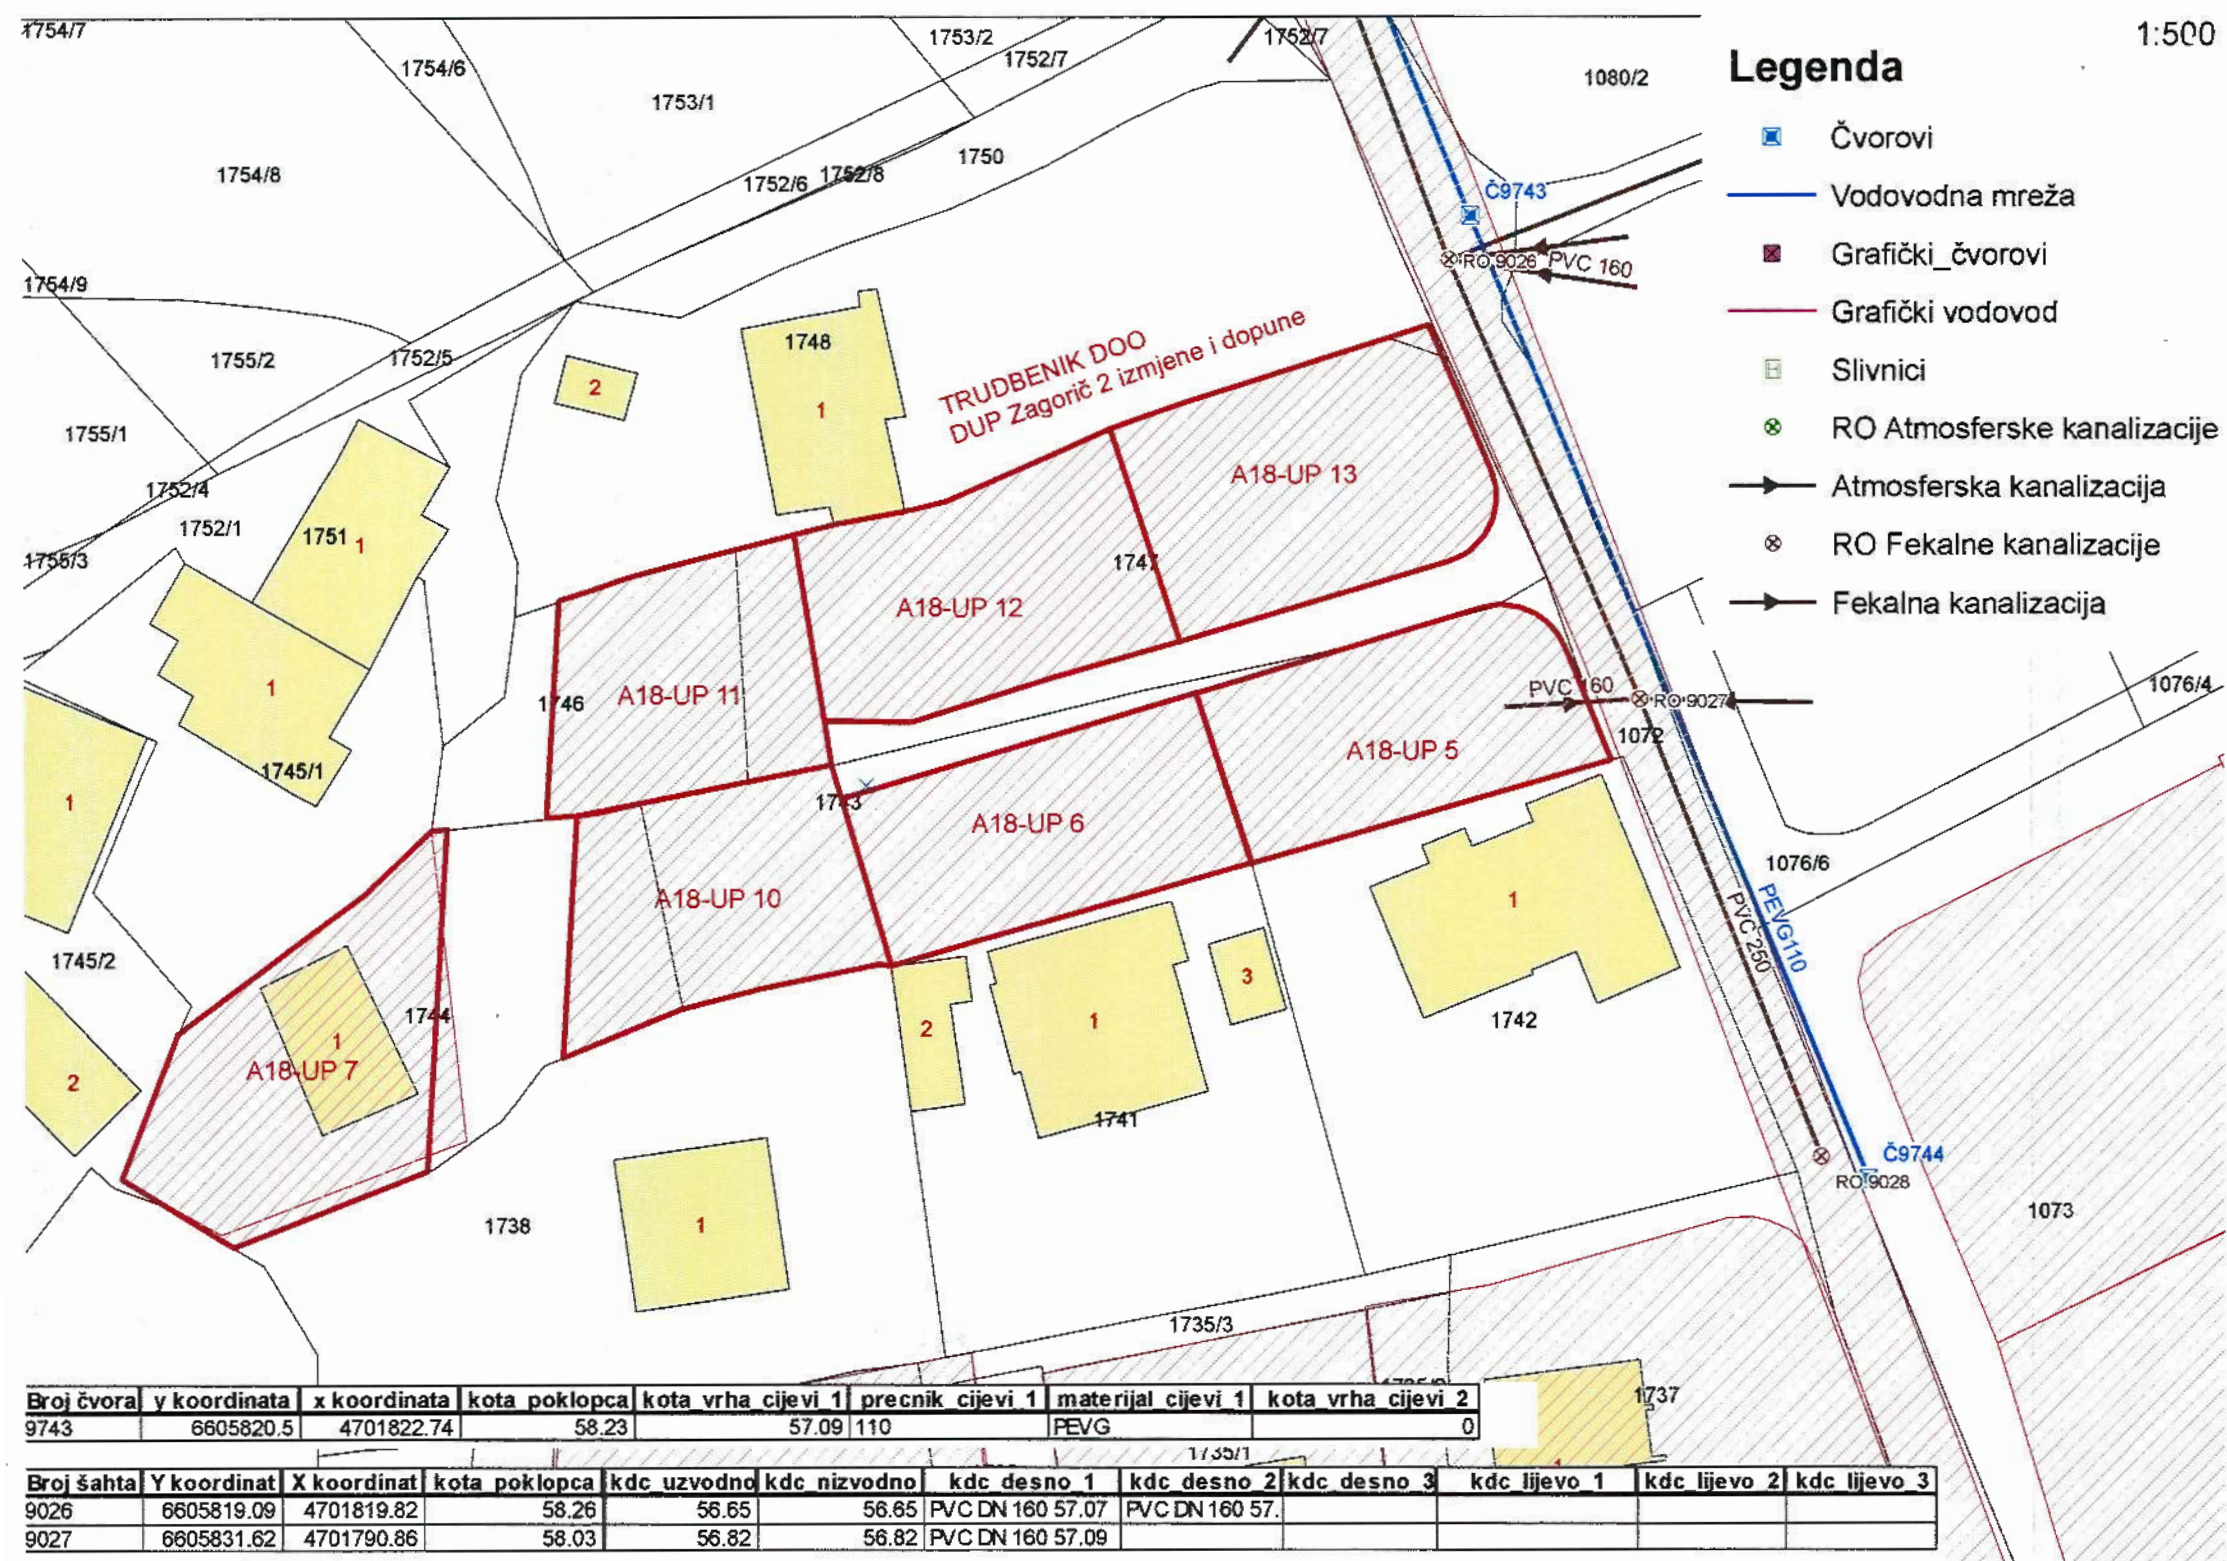 1754/7
1754/6
1753/2
1752/7
1752/7
1:500
1753/1
1080/2
Legenda
Čvorovi
Vodovodna mreža
Grafički_čvorovi
Grafički vodovod
Slivnici
RO Atmosferske kanalizacije
Atmosferska kanalizacija
RO Fekalne kanalizacije
Fekalna kanalizacija
1754/8
1752/6
1752/8
1750
Č9743
RO 9026
PVC 160
1754/9
1755/2
1752/5
1748
1
2
TRUDBENIK DOO
DUP Zagorič 2 izmjene i dopune
1755/1
1752/4
1752/1
1751
1
1755/3
A18-UP 13
1747
A18-UP 12
A18-UP 11
1746
1
1745/1
1
PVC 160
RO 9027
1072
1076/4
A18-UP 5
1743
A18-UP 6
A18-UP 10
1076/6
PEVG110
PVC 250
1
1745/2
2
1744
1
A18-UP 7
2
1
3
1741
1742
Č9744
RO 9028
1073
1738
1
1735/3
1737
1735/1
1
Broj čvora y koordinata x koordinata kota_poklopca kota_vrha_cijevi_1 precnik_cijevi_1 materijal_cijevi_1 kota_vrha_cijevi_2
9743 6605820.5 4701822.74 58.23 57.09 110 PEVG 0
Broj šahta Y koordinat X koordinat kota_poklopca kdc_uzvodno kdc_nizvodno kdc_desno_1 kdc_desno_2 kdc_desno_3 kdc_lijevo_1 kdc_lijevo_2 kdc_lijevo_3
9026 6605819.09 4701819.82 58.26 56.65 56.65 PVC DN 160 57.07 PVC DN 160 57.
9027 6605831.62 4701790.86 58.03 56.82 56.82 PVC DN 160 57.09